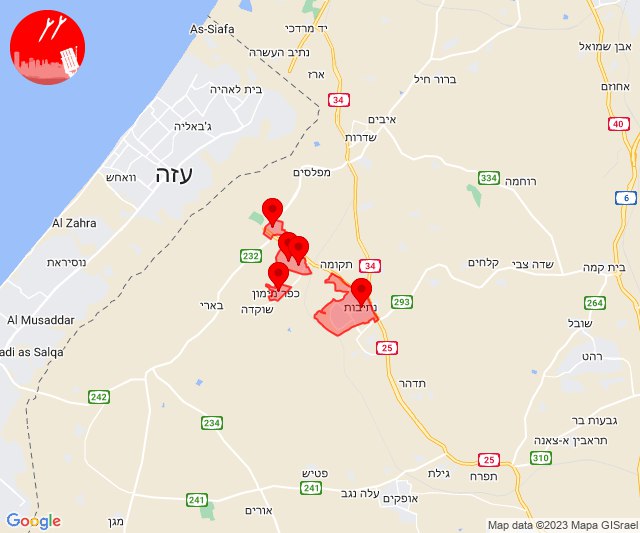 As-Siafa
יד מרדכי
נתיב העשרה
ארז
אבן שמואל
אחוזם
ברור חיל
בית לאהיה
34
40
ג'באליה
איבים
שדרות
עזה
וואחש
מפלסים
334
רוחמה
6
Al Zahra
נוסיראת
232
תקומה
34
קלחים
שדה צבי
בית קמה
בארי
כפר מימון
שוקדה
נתיבות
293
264
Al Musaddar
שובל
adi as Salqa
25
רהט
תדהר
242
234
גבעות בר
תראבין א-צאנה
25
310
פטיש
גילת
תפרח
241
241
עלה נגב
אופקים
אורים
מגן
Google
Map data ©2023 Mapa GISrael